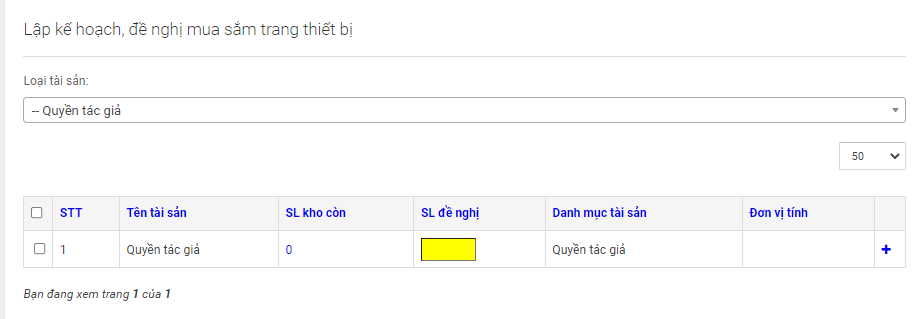 Lập kế hoạch, đề nghị mua sắm trang thiết bị
Loại tài sản:
-- Quyền tác giả
50
STT Tên tài sản SL kho còn SL đề nghị Danh mục tài sản Đơn vị tính
1 Quyền tác giả 0 Quyền tác giả +
Bạn đang xem trang 1 của 1